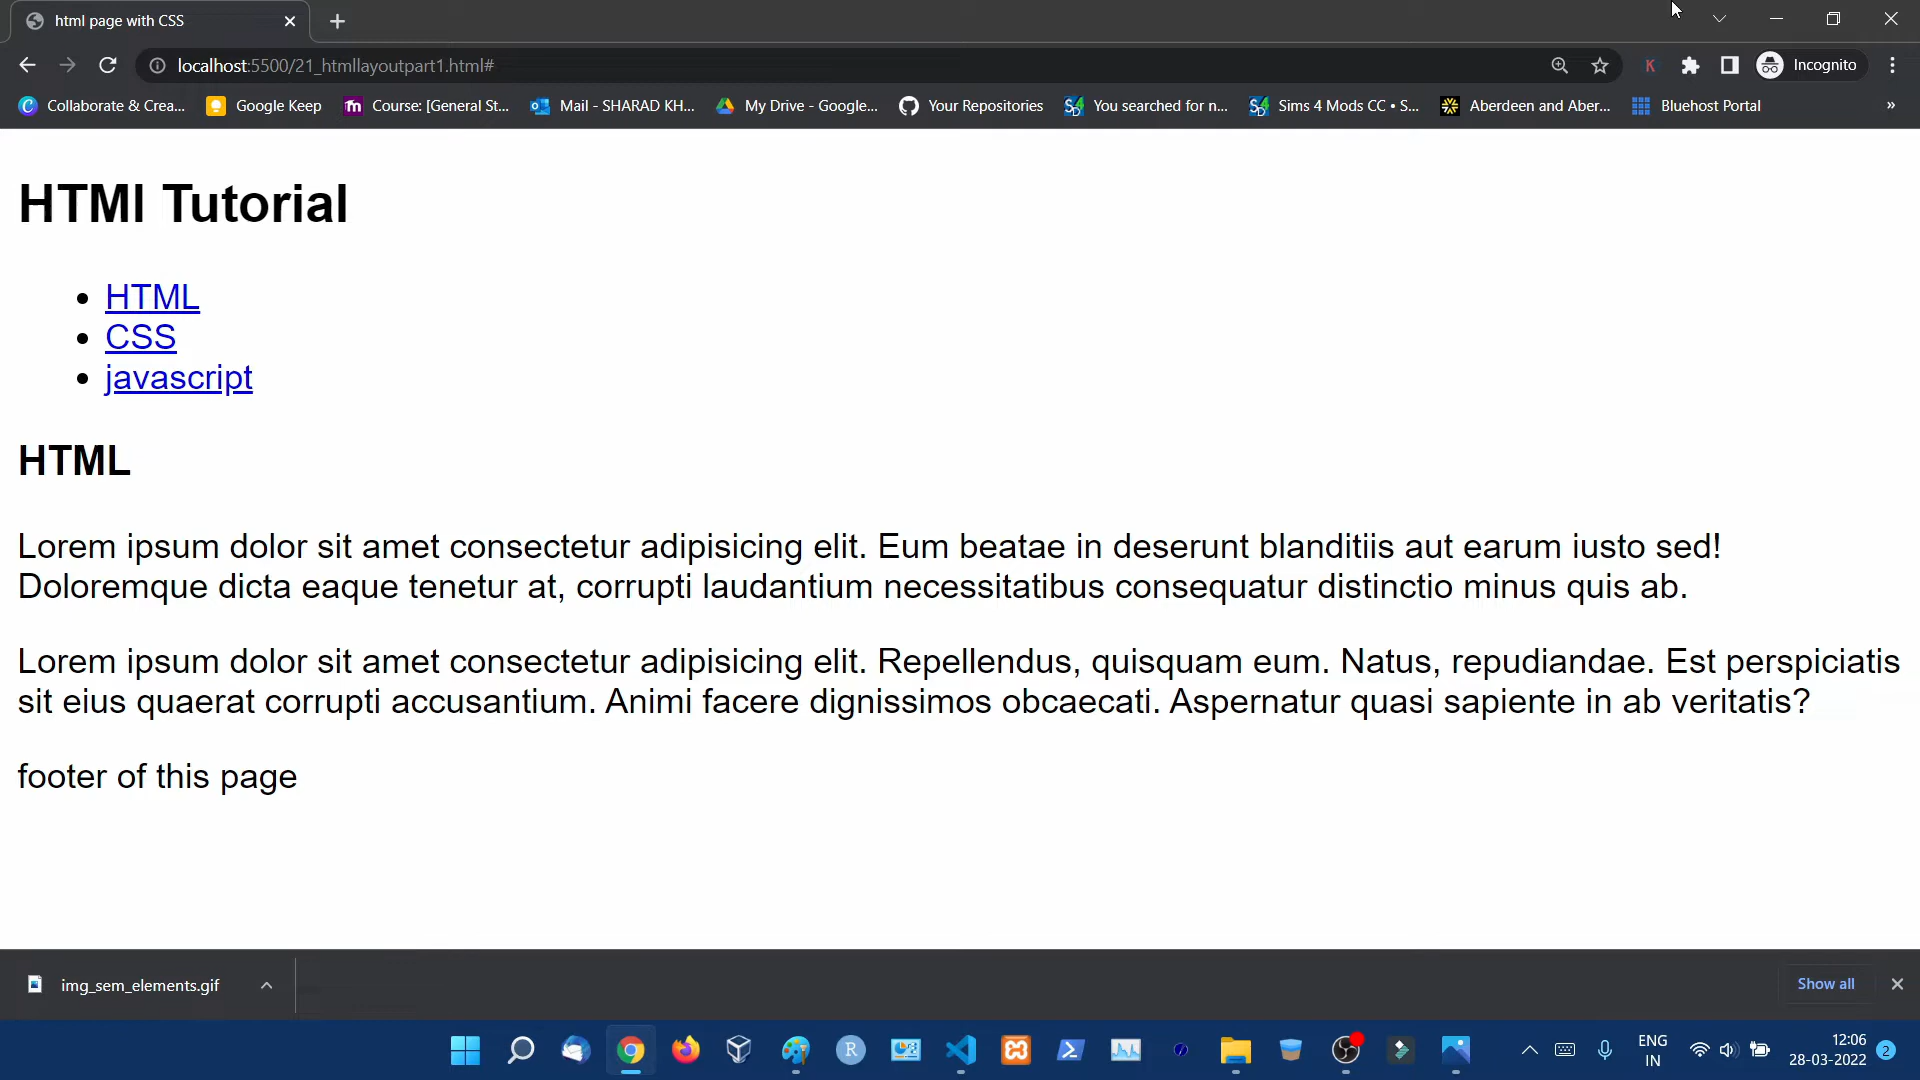 html page with CSS
localhost:5500/21_htmllayoutpart1.html#
Incognito
Collaborate & Crea...
Google Keep
Course: [General St...
Mail - SHARAD KH...
My Drive - Google...
Your Repositories
You searched for n...
Sims 4 Mods CC • S...
Aberdeen and Aber...
Bluehost Portal
»
HTMl Tutorial
• HTML
• CSS
• javascript
HTML
Lorem ipsum dolor sit amet consectetur adipisicing elit. Eum beatae in deserunt blanditiis aut earum iusto sed!
Doloremque dicta eaque tenetur at, corrupti laudantium necessitatibus consequatur distinctio minus quis ab.
Lorem ipsum dolor sit amet consectetur adipisicing elit. Repellendus, quisquam eum. Natus, repudiandae. Est perspiciatis
sit eius quaerat corrupti accusantium. Animi facere dignissimos obcaecati. Aspernatur quasi sapiente in ab veritatis?
footer of this page
img_sem_elements.gif
Show all
ENG
IN
12:06
28-03-2022
2